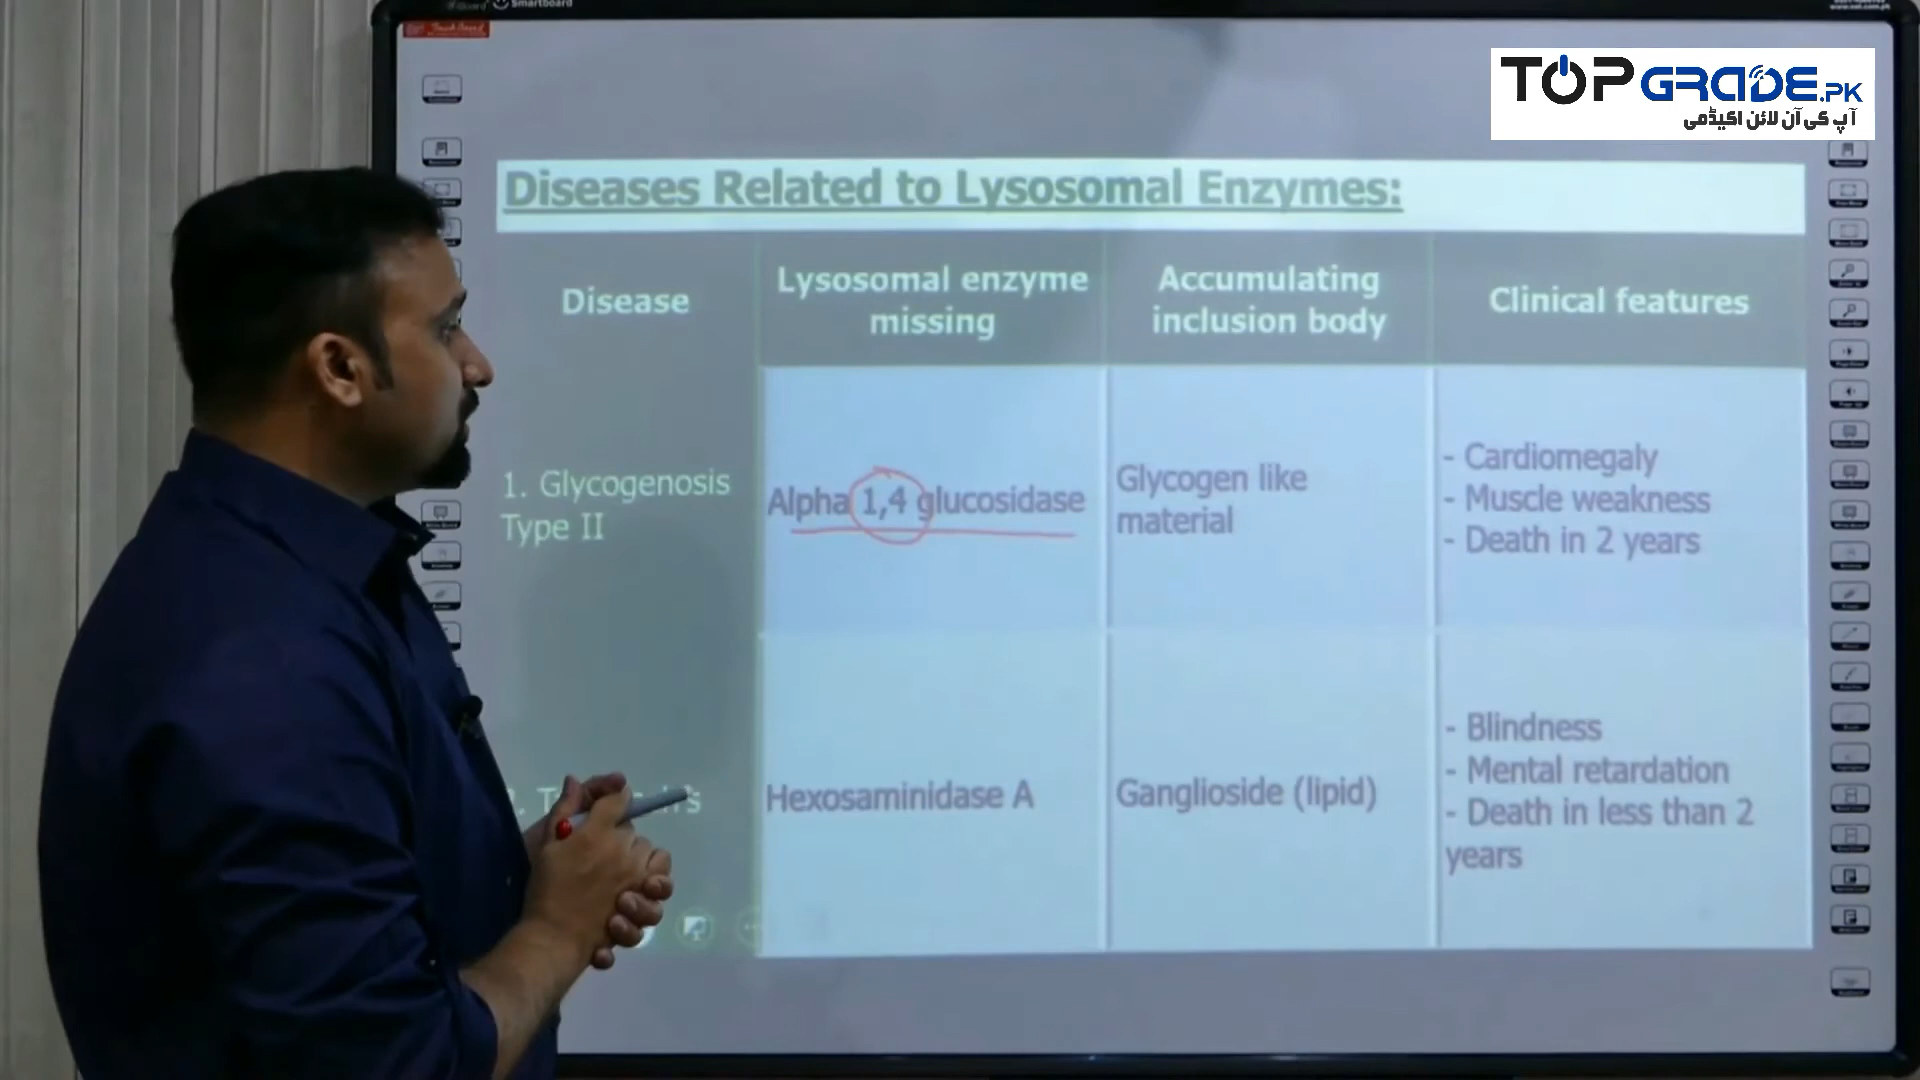 Smartboard
TOPGRADE.PK
آپ کی آن لائن اکیڈمی
Diseases Related to Lysosomal Enzymes:
Disease
Lysosomal enzyme
missing
Accumulating
inclusion body
Clinical features
1. Glycogenosis
Type II
Alpha 1,4 glucosidase
Glycogen like
material
- Cardiomegaly
- Muscle weakness
- Death in 2 years
Hexosaminidase A
Ganglioside (lipid)
- Blindness
- Mental retardation
- Death in less than 2
years